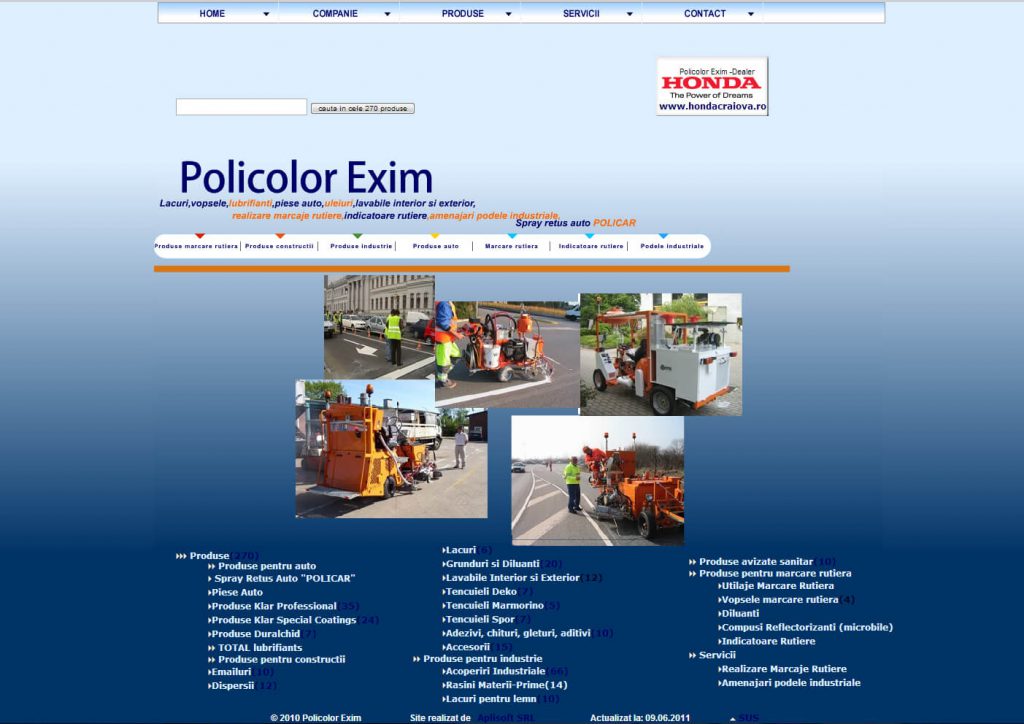 HOME COMPANIE PRODUSE SERVICII CONTACT
Policolor Exim -Dealer
HONDA
The Power of Dreams
www.hondacraiova.ro
cauta in cele 270 produse
Policolor Exim
Lacuri,vopsele,lubrifianti,piese auto,uleiuri,lavabile interior si exterior,
realizare marcaje rutiere,indicatoare rutiere,amenajari podele industriale,
Spray retus auto POLICAR
Produse marcare rutiera | Produse constructii | Produse industrie | Produse auto | Marcare rutiera | Indicatoare rutiere | Podele industriale
Produse(270)
Produse pentru auto
Spray Retus Auto "POLICAR"
Piese Auto
Produse Klar Professional(35)
Produse Klar Special Coatings(24)
Produse Duralchid(7)
TOTAL lubrifiants
Produse pentru constructii
Emailuri(10)
Dispersii(12)
Lacuri(6)
Grunduri si Diluanti(20)
Lavabile Interior si Exterior(12)
Tencuieli Deko(7)
Tencuieli Marmorino(5)
Tencuieli Spor(7)
Adezivi, chituri, gleturi, aditivi(10)
Accesorii(15)
Produse pentru industrie
Acoperiri Industriale(66)
Rasini Materii-Prime(14)
Lacuri pentru lemn(10)
Produse avizate sanitar(10)
Produse pentru marcare rutiera
Utilaje Marcare Rutiera
Vopsele marcare rutiera(4)
Diluanti
Compusi Reflectorizanti (microbile)
Indicatoare Rutiere
Servicii
Realizare Marcaje Rutiere
Amenajari podele industriale
© 2010 Policolor Exim Site realizat de Aplisoft SRL Actualizat la: 09.06.2011 SUS